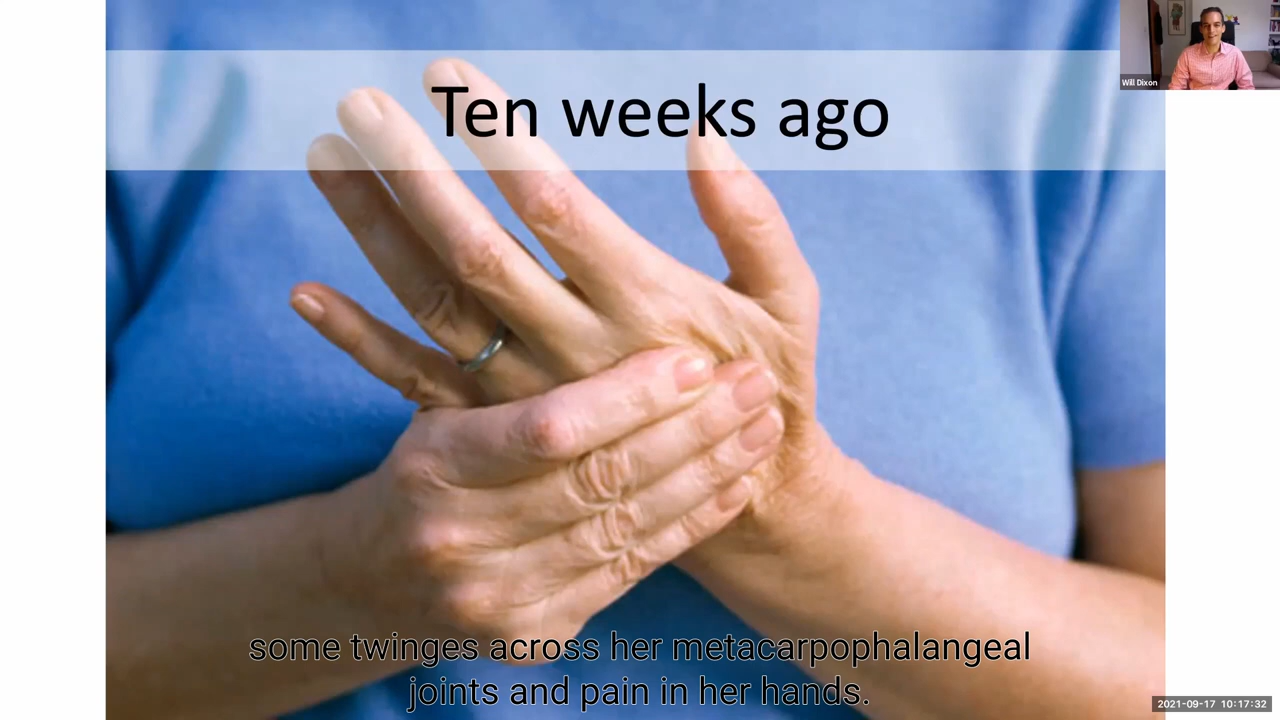 Ten weeks ago
Will Dixon
some twinges across her metacarpophalangeal
joints and pain in her hands.
2021-09-17 10:17:32